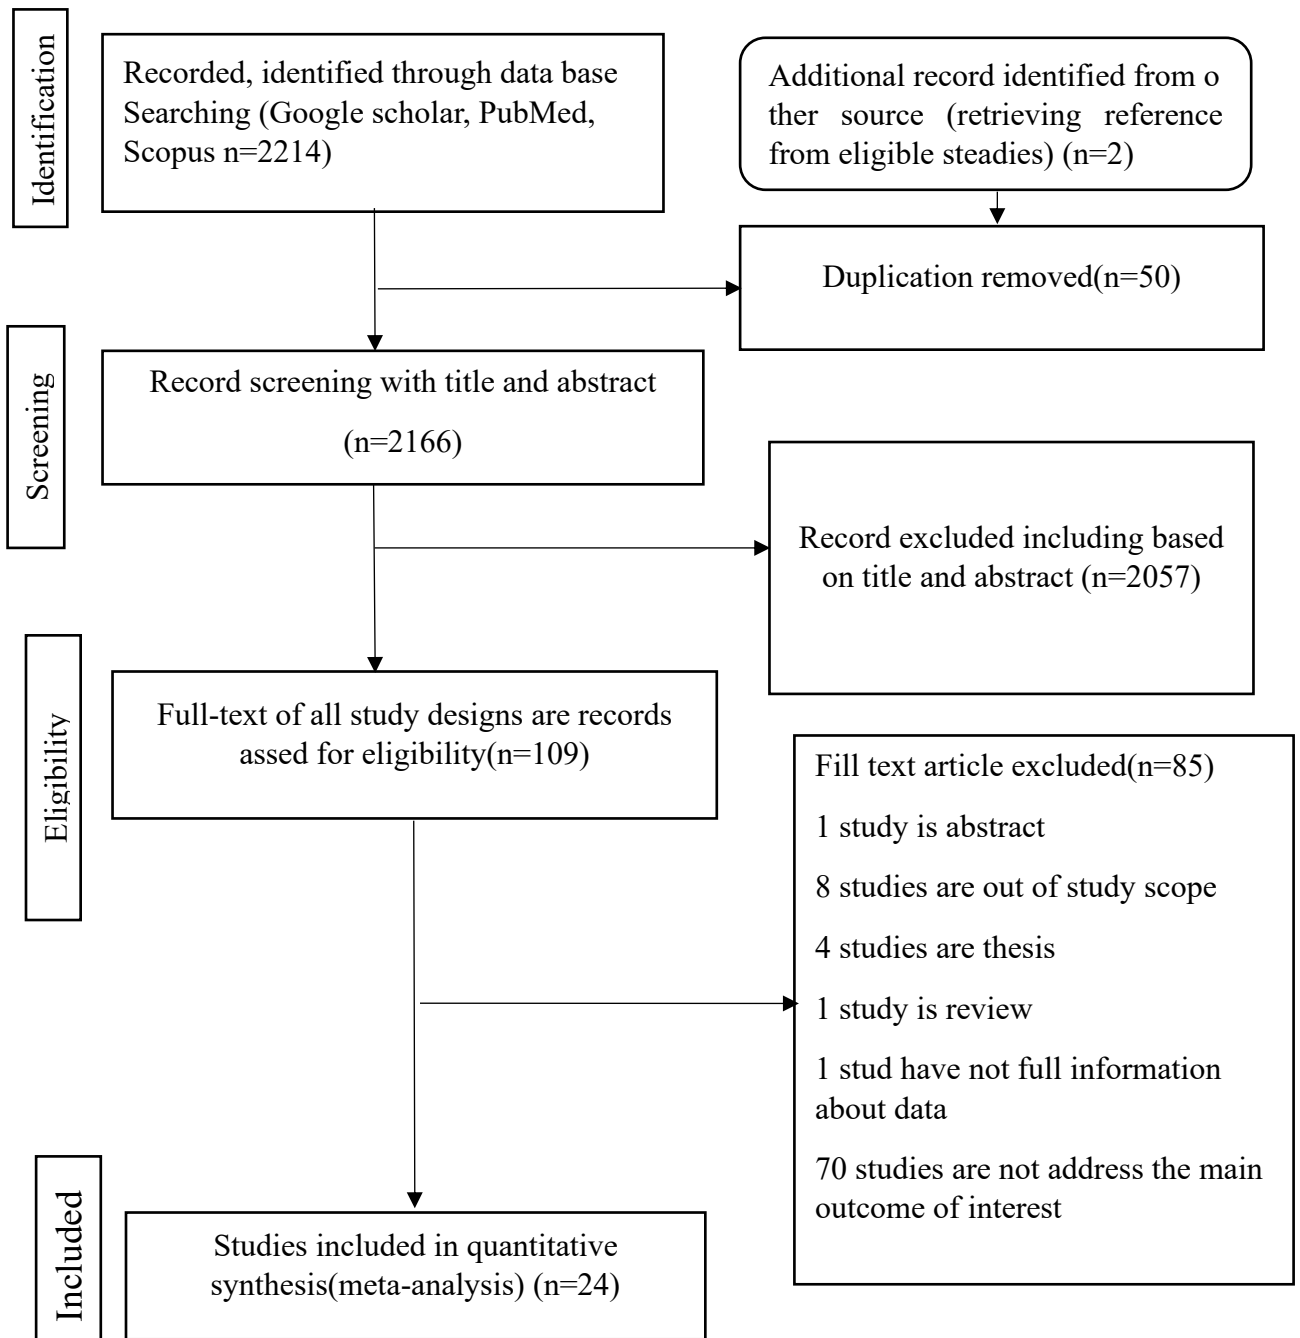 Identification
Recorded, identified through data base
Searching (Google scholar, PubMed,
Scopus n=2214)
Additional record identified from o
ther source (retrieving reference
from eligible steadies) (n=2)
Duplication removed(n=50)
Screening
Record screening with title and abstract
(n=2166)
Record excluded including based
on title and abstract (n=2057)
Eligibility
Full-text of all study designs are records
assed for eligibility(n=109)
Fill text article excluded(n=85)
1 study is abstract
8 studies are out of study scope
4 studies are thesis
1 study is review
1 stud have not full information
about data
70 studies are not address the main
outcome of interest
Included
Studies included in quantitative
synthesis(meta-analysis) (n=24)